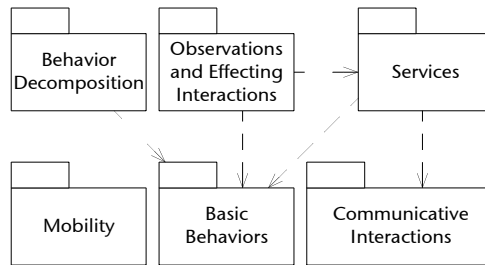 Behavior
Decomposition
Observations
and Effecting
Interactions
Services
Mobility
Basic
Behaviors
Communicative
Interactions